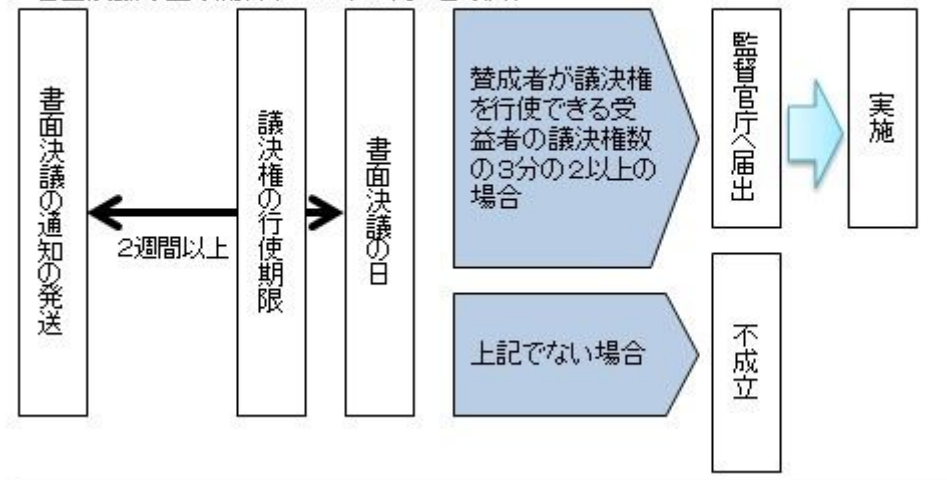 書面決議の通知の発送
2週間以上
議決権の行使期限
書面決議の日
賛成者が議決権
を行使できる受
益者の議決権数
の3分の2以上の
場合
監督官庁へ届出
実施
上記でない場合
不成立